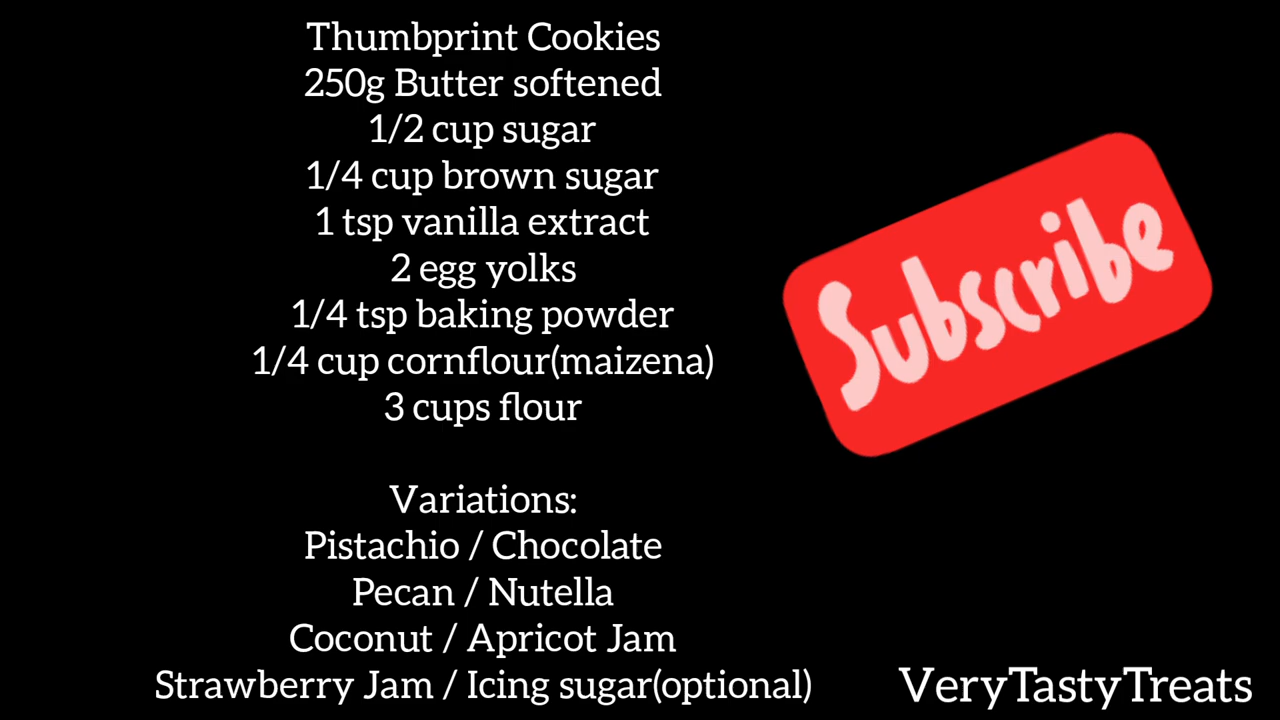 Thumbprint Cookies
250g Butter softened
1/2 cup sugar
1/4 cup brown sugar
1 tsp vanilla extract
2 egg yolks
1/4 tsp baking powder
1/4 cup cornflour(maizena)
3 cups flour
Variations:
Pistachio / Chocolate
Pecan / Nutella
Coconut / Apricot Jam
Strawberry Jam / Icing sugar(optional)
Subscribe
VeryTastyTreats